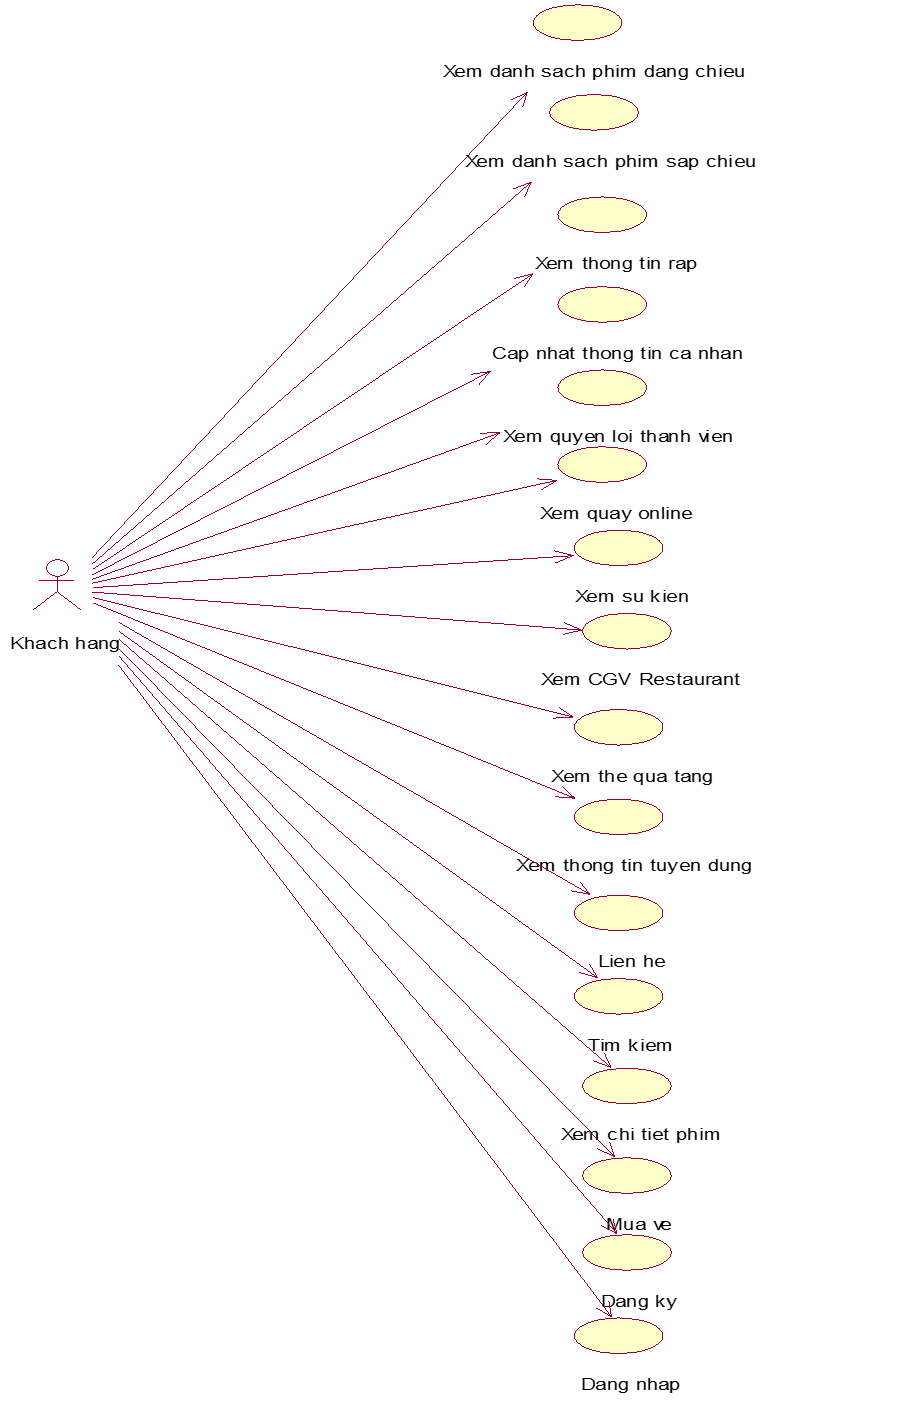 Xem danh sach phim dang chieu
Xem danh sach phim sap chieu
Xem thong tin rap
Cap nhat thong tin ca nhan
Xem quyen loi thanh vien
Xem quay online
Xem su kien
Khach hang
Xem CGV Restaurant
Xem the qua tang
Xem thong tin tuyen dung
Lien he
Tim kiem
Xem chi tiet phim
Mua ve
Dang ky
Dang nhap